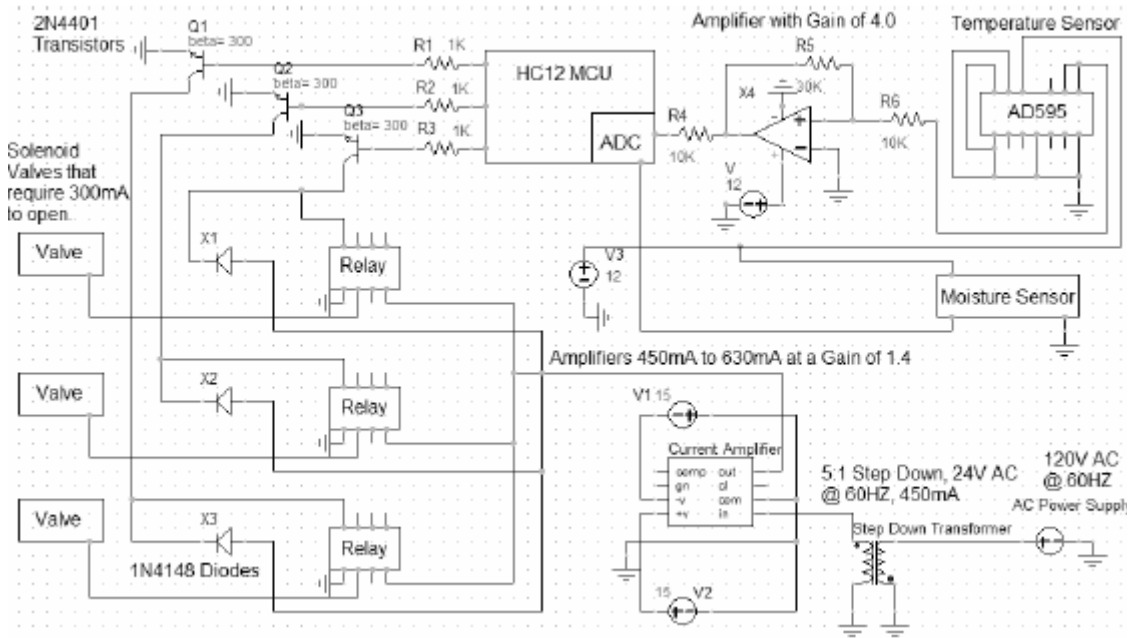 2N4401
Transistors
Q1
beta= 300
Q2
beta= 300
Q3
beta= 300
R1 1K
R2 1K
R3 1K
HC12 MCU
ADC
Amplifier with Gain of 4.0
R5
30K
X4
R4
10K
R6
10K
V
12
Temperature Sensor
AD595
Solenoid
Valves that
require 300mA
to open.
Valve
X1
Relay
V3
12
Moisture Sensor
Amplifiers 450mA to 630mA at a Gain of 1.4
Valve
X2
Relay
V1 15
Current Amplifier
comp out
gn cl
-v com
+v in
5:1 Step Down, 24V AC
@ 60HZ, 450mA
120V AC
@ 60HZ
AC Power Supply
Step Down Transformer
Valve
X3
Relay
1N4148 Diodes
15 V2